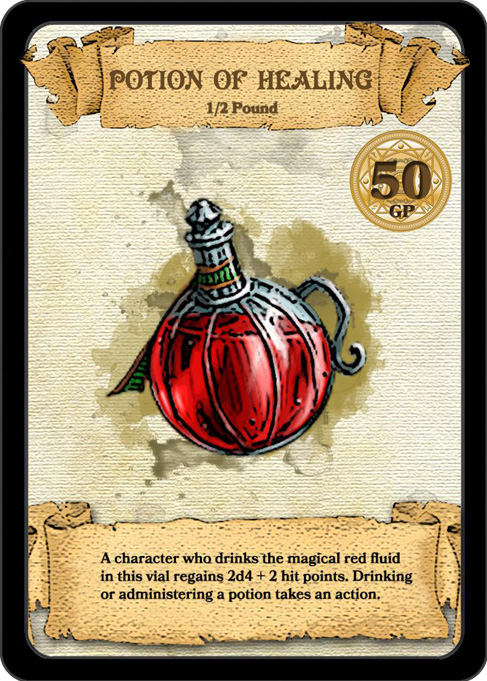 POTION OF HEALING
1/2 Pound
50
GP
A character who drinks the magical red fluid
in this vial regains 2d4 + 2 hit points. Drinking
or administering a potion takes an action.